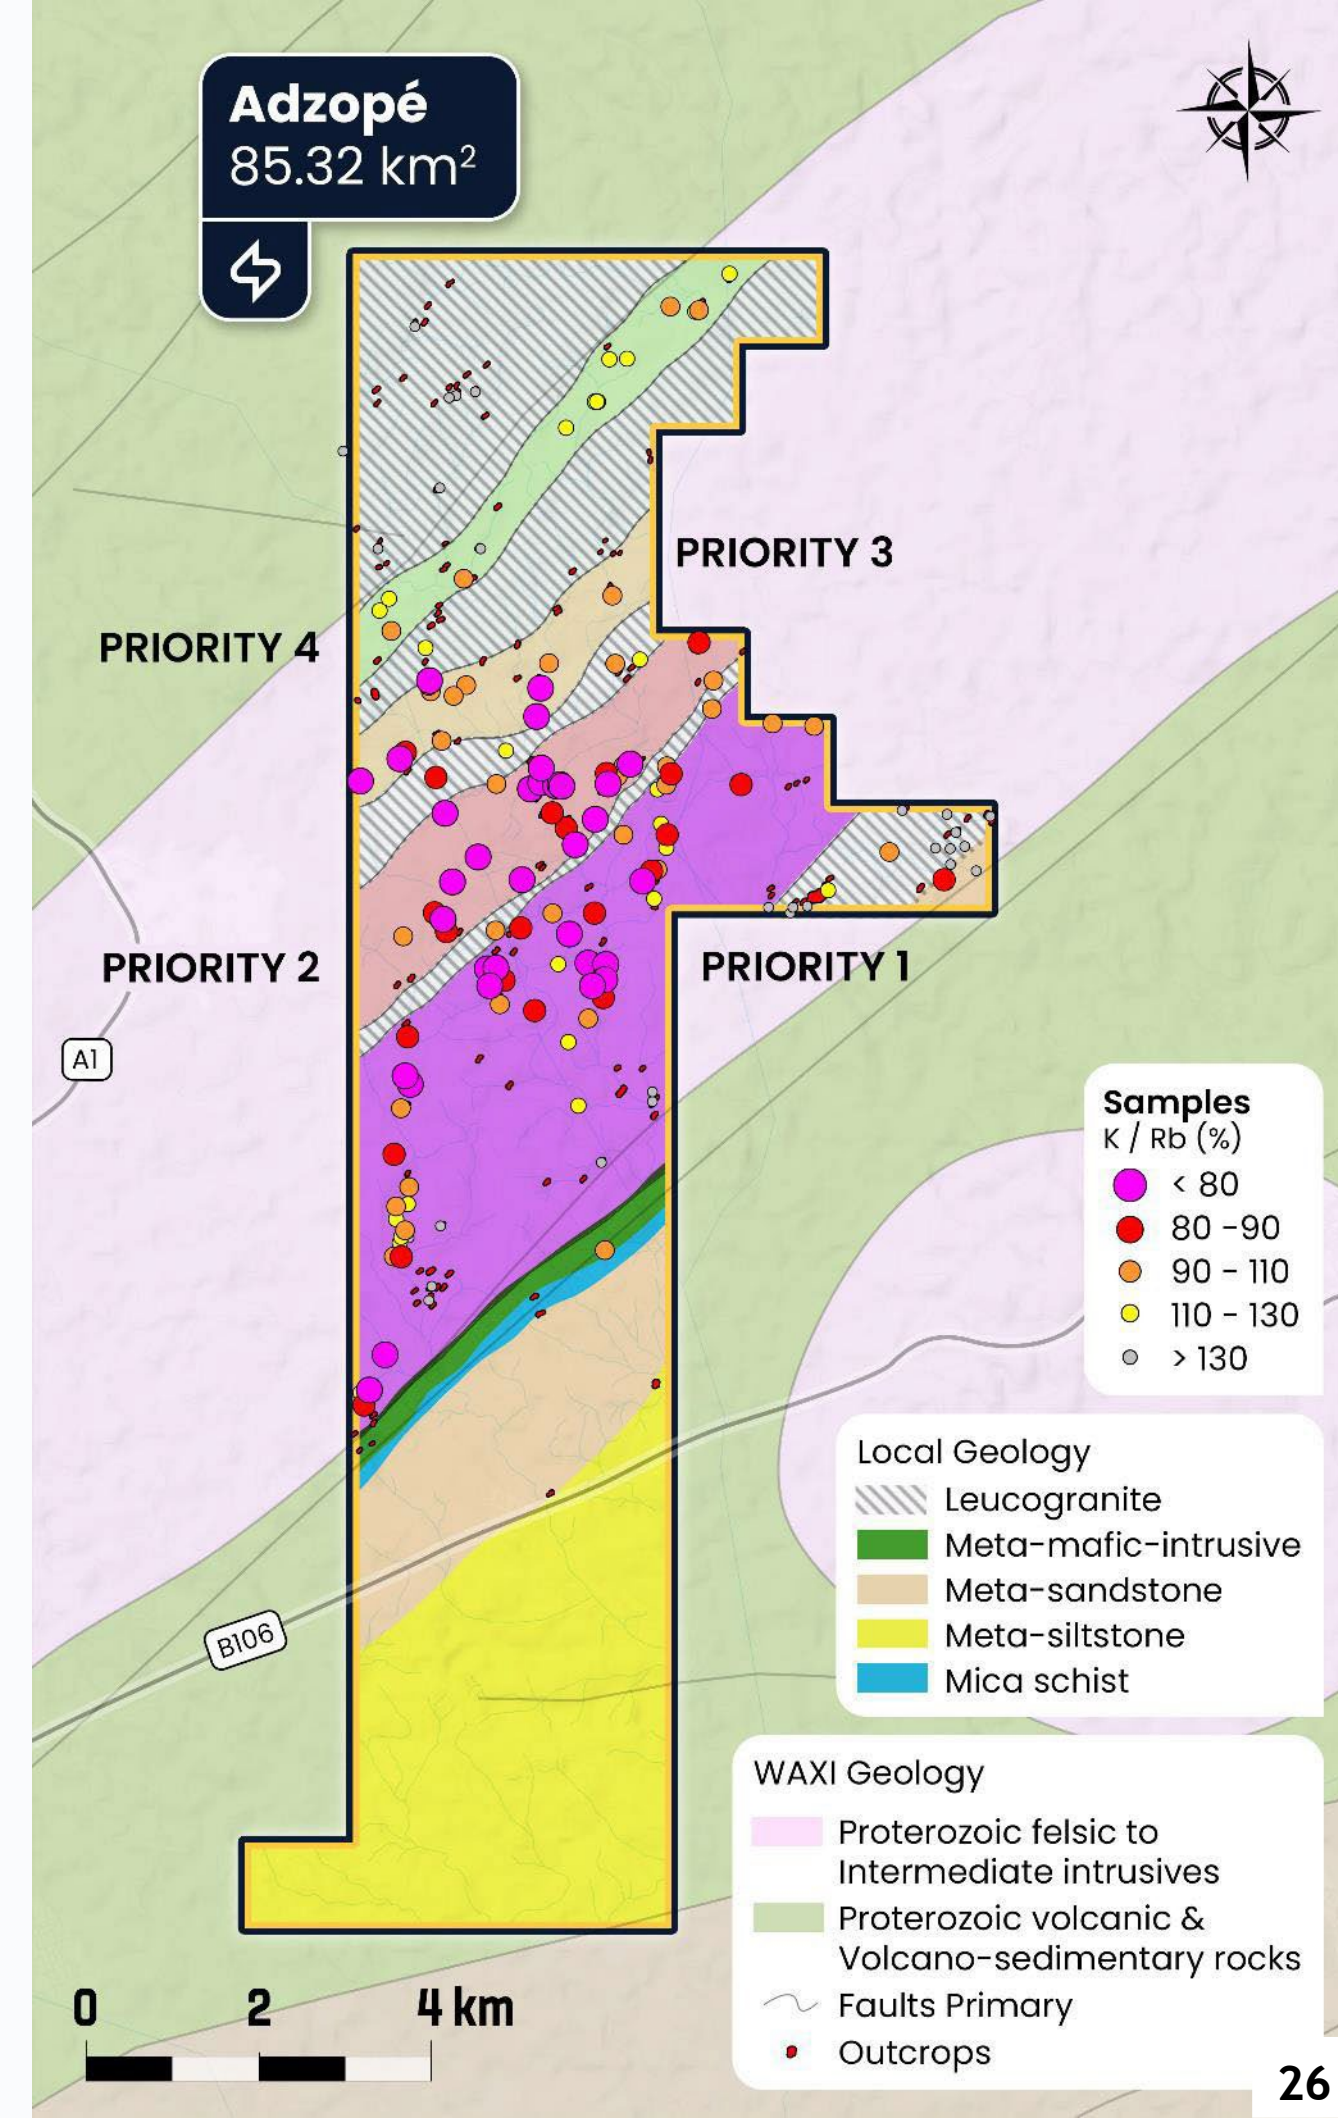 Adzopé
85.32 km²
PRIORITY 3
PRIORITY 4
PRIORITY 2
PRIORITY 1
A1
Samples
K / Rb (%)
< 80
80 -90
90 - 110
110 - 130
> 130
Local Geology
Leucogranite
Meta-mafic-intrusive
Meta-sandstone
Meta-siltstone
Mica schist
B106
WAXI Geology
Proterozoic felsic to
Intermediate intrusives
Proterozoic volcanic &
Volcano-sedimentary rocks
Faults Primary
Outcrops
0 2 4 km
26